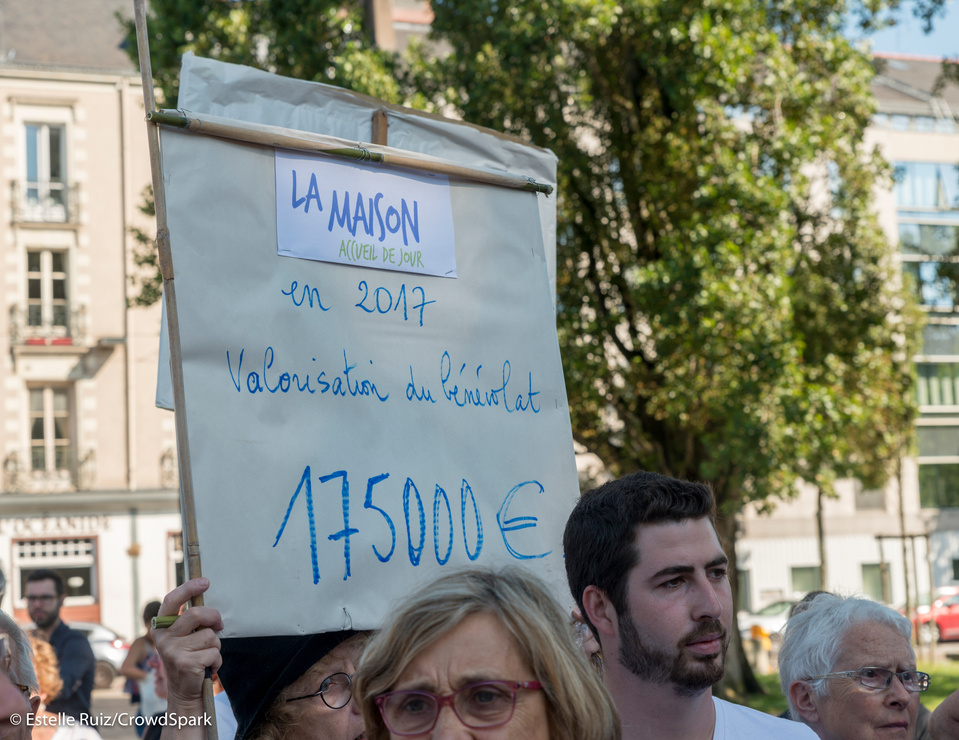 LA MAISON
ACCUEIL DE JOUR
en 2017
Valorisation du bénévolat
175000€
© Estelle Ruiz/CrowdSpark